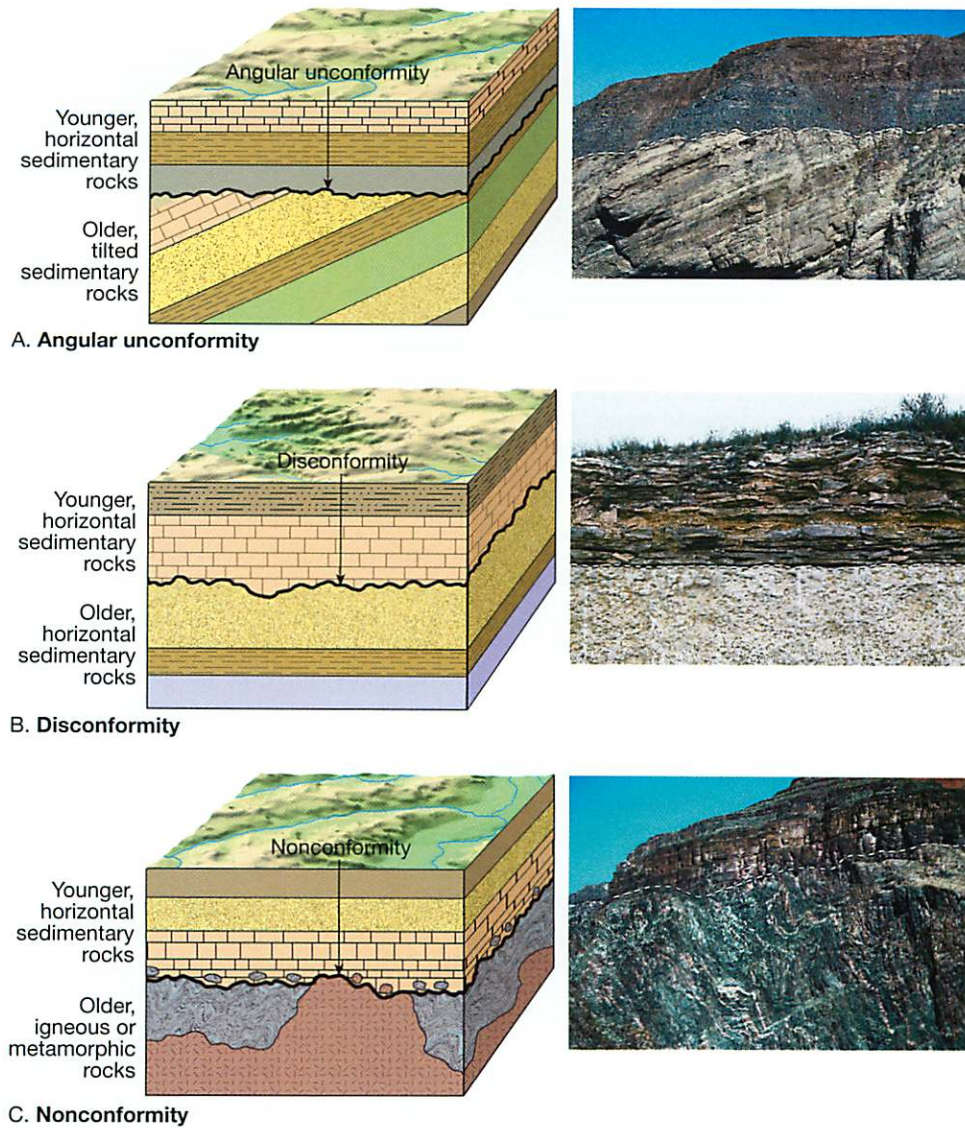 Angular unconformity
Younger,
horizontal
sedimentary
rocks
Older,
tilted
sedimentary
rocks
A. Angular unconformity
Disconformity
Younger,
horizontal
sedimentary
rocks
Older,
horizontal
sedimentary
rocks
B. Disconformity
Nonconformity
Younger,
horizontal
sedimentary
rocks
Older,
igneous or
metamorphic
rocks
C. Nonconformity